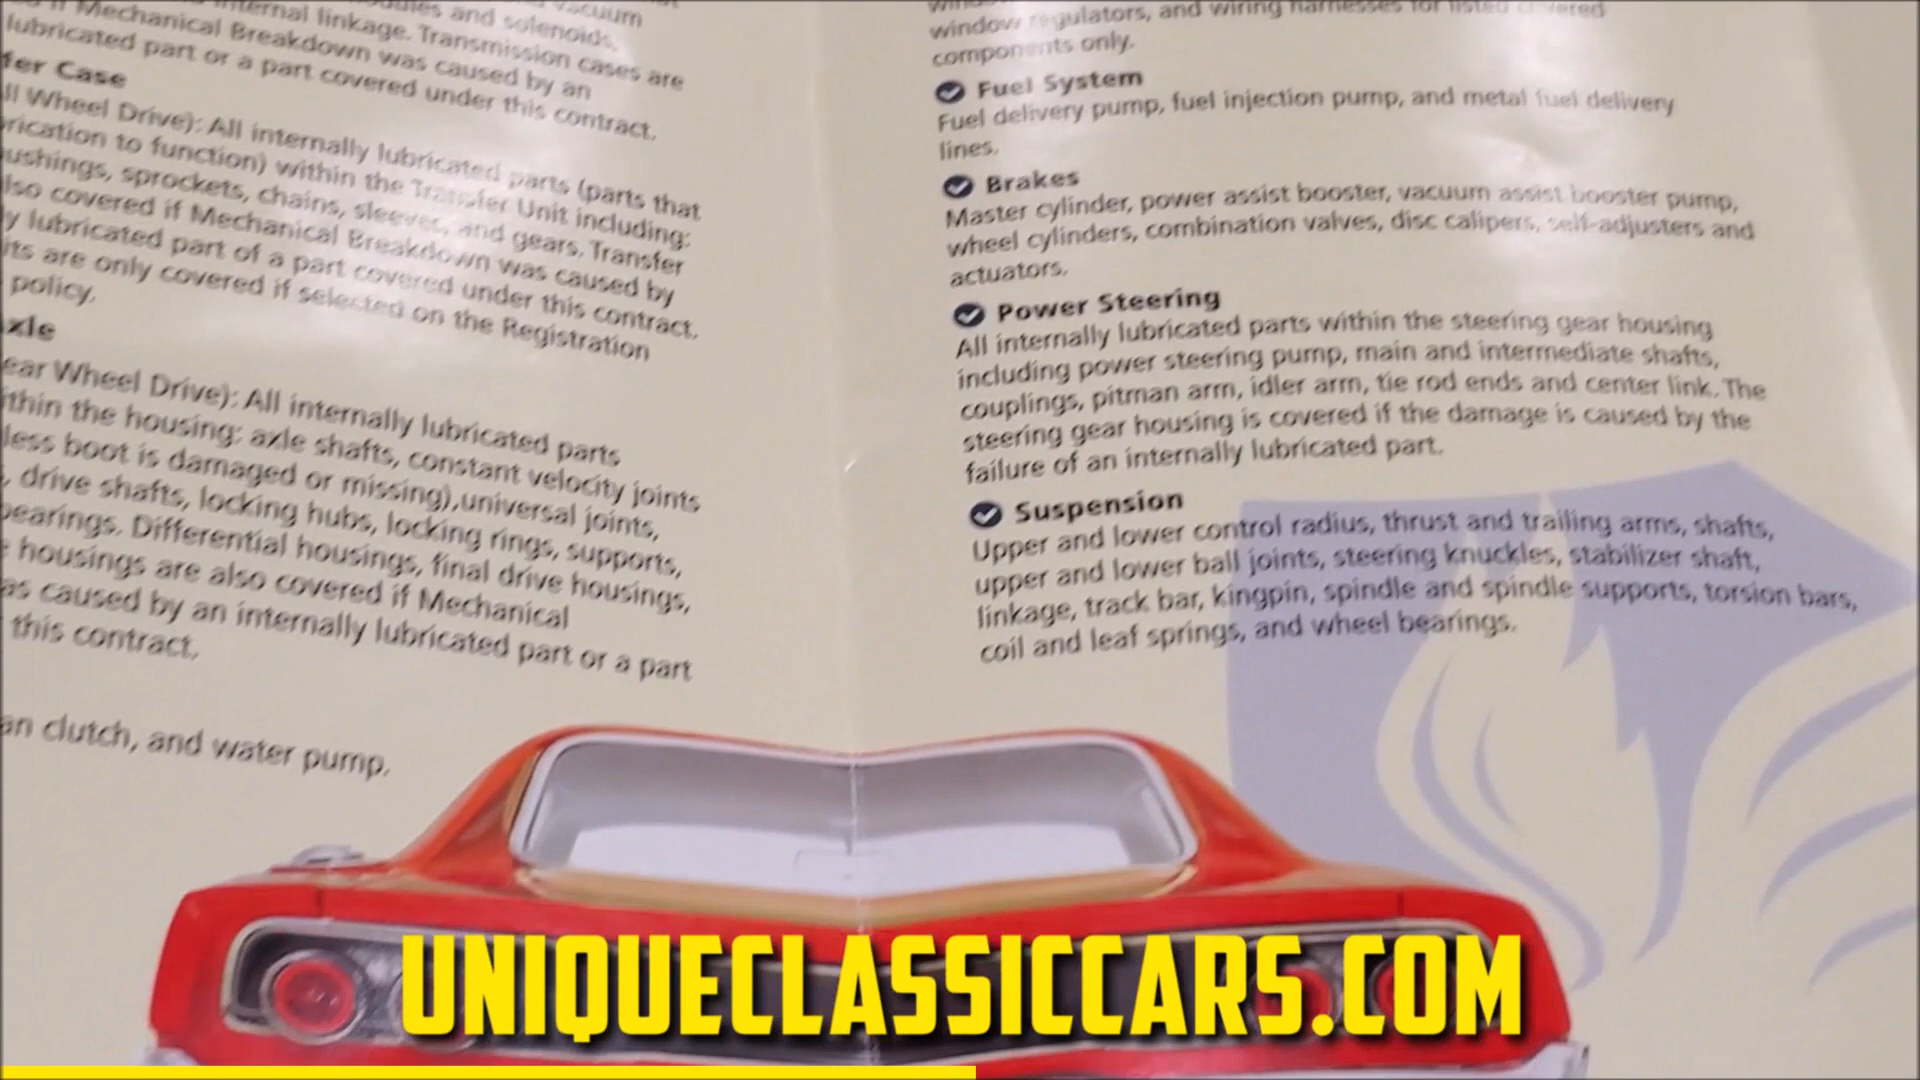 vacuum
modules and solenoids,
internal linkage. Transmission cases are
if Mechanical Breakdown was caused by an
lubricated part or a part covered under this contract.
fer Case
ll Wheel Drive): All internally lubricated parts (parts that
rication to function) within the Transfer Unit including:
ushings, sprockets, chains, sleeves, and gears. Transfer
lso covered if Mechanical Breakdown was caused by
y lubricated part of a part covered under this contract.
its are only covered if selected on the Registration
policy.
xle
ear Wheel Drive): All internally lubricated parts
ithin the housing: axle shafts, constant velocity joints
less boot is damaged or missing),universal joints,
, drive shafts, locking hubs, locking rings, supports,
bearings. Differential housings, final drive housings,
e housings are also covered if Mechanical
as caused by an internally lubricated part or a part
this contract.
an clutch, and water pump.
window regulators, and wiring harnesses for listed covered
components only.
Fuel System
Fuel delivery pump, fuel injection pump, and metal fuel delivery
lines.
Brakes
Master cylinder, power assist booster, vacuum assist booster pump,
wheel cylinders, combination valves, disc calipers, self-adjusters and
actuators.
Power Steering
All internally lubricated parts within the steering gear housing
including power steering pump, main and intermediate shafts,
couplings, pitman arm, idler arm, tie rod ends and center link. The
steering gear housing is covered if the damage is caused by the
failure of an internally lubricated part.
Suspension
Upper and lower control radius, thrust and trailing arms, shafts,
upper and lower ball joints, steering knuckles, stabilizer shaft,
linkage, track bar, kingpin, spindle and spindle supports, torsion bars,
coil and leaf springs, and wheel bearings.
UNIQUECLASSICCARS.COM